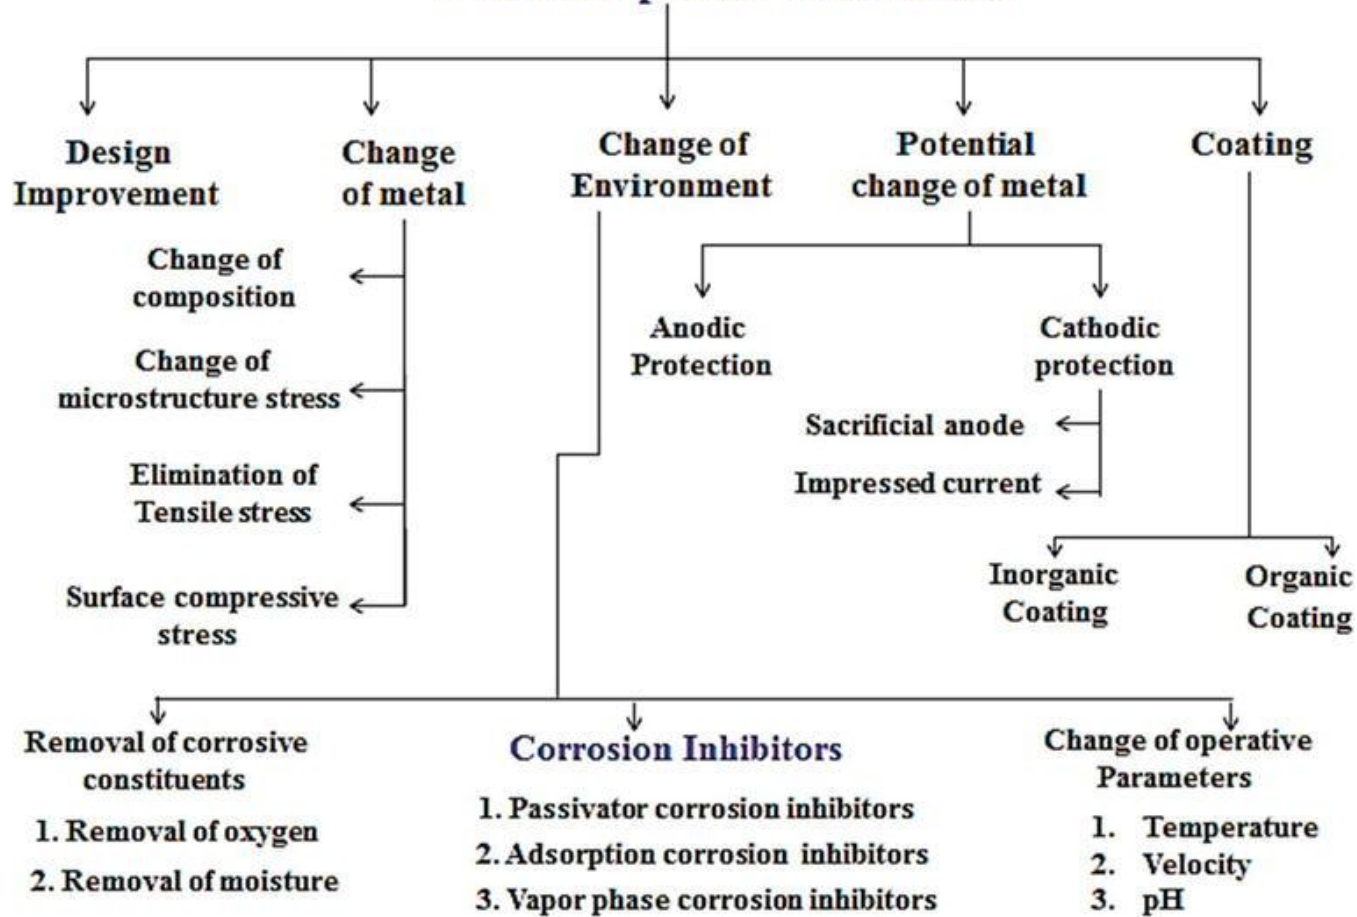 Design
Improvement
Change
of metal
Change of
Environment
Potential
change of metal
Coating
Change of
composition
Change of
microstructure stress
Elimination of
Tensile stress
Surface compressive
stress
Anodic
Protection
Cathodic
protection
Sacrificial anode
Impressed current
Inorganic
Coating
Organic
Coating
Removal of corrosive
constituents
1. Removal of oxygen
2. Removal of moisture
Corrosion Inhibitors
1. Passivator corrosion inhibitors
2. Adsorption corrosion inhibitors
3. Vapor phase corrosion inhibitors
Change of operative
Parameters
1. Temperature
2. Velocity
3. pH